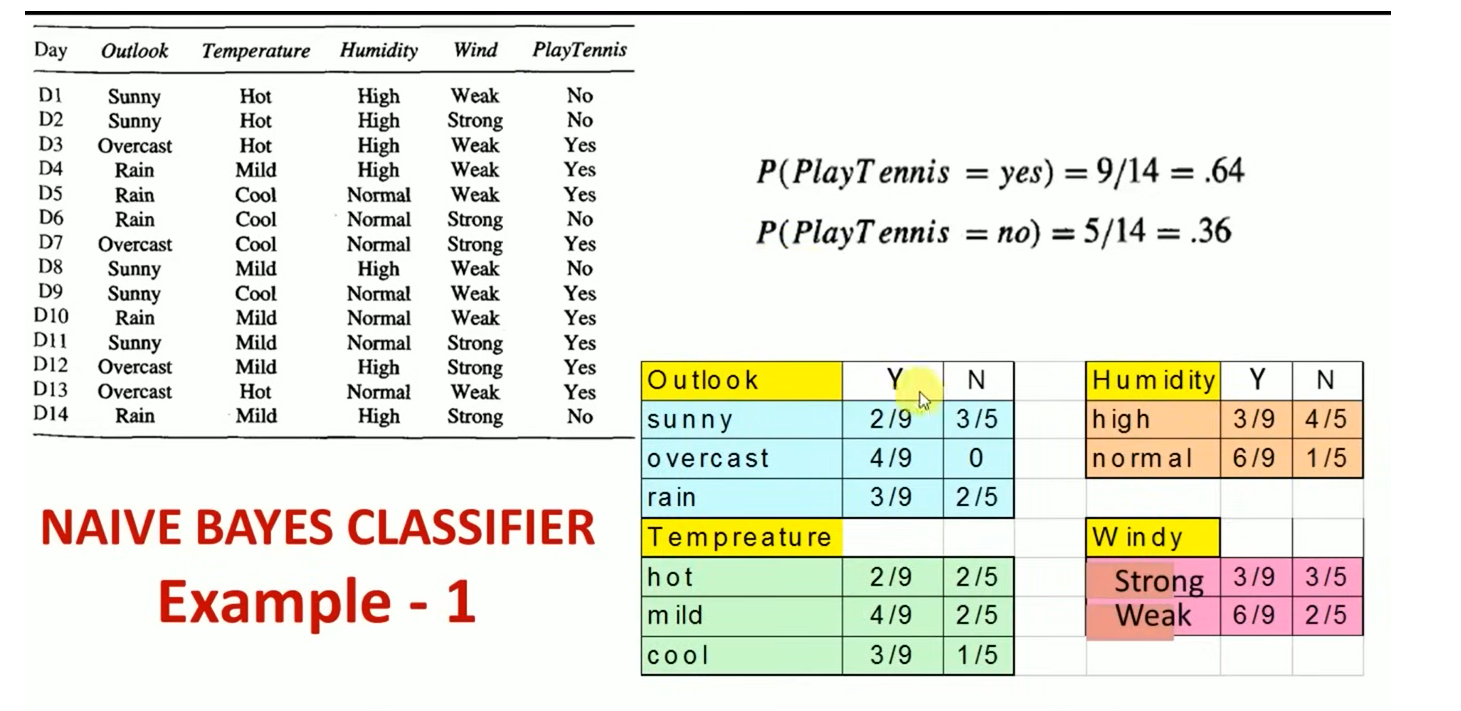 Day Outlook Temperature Humidity Wind PlayTennis
D1 Sunny Hot High Weak No
D2 Sunny Hot High Strong No
D3 Overcast Hot High Weak Yes
D4 Rain Mild High Weak Yes
D5 Rain Cool Normal Weak Yes
D6 Rain Cool Normal Strong No
D7 Overcast Cool Normal Strong Yes
D8 Sunny Mild High Weak No
D9 Sunny Cool Normal Weak Yes
D10 Rain Mild Normal Weak Yes
D11 Sunny Mild Normal Strong Yes
D12 Overcast Mild High Strong Yes
D13 Overcast Hot Normal Weak Yes
D14 Rain Mild High Strong No
P(PlayTennis = yes) = 9/14 = .64
P(PlayTennis = no) = 5/14 = .36
NAIVE BAYES CLASSIFIER
Example - 1
Outlook Y N
sunny 2/9 3/5
overcast 4/9 0
rain 3/9 2/5
Tempreature
hot 2/9 2/5
mild 4/9 2/5
cool 3/9 1/5
Humidity Y N
high 3/9 4/5
normal 6/9 1/5
Windy
Strong 3/9 3/5
Weak 6/9 2/5